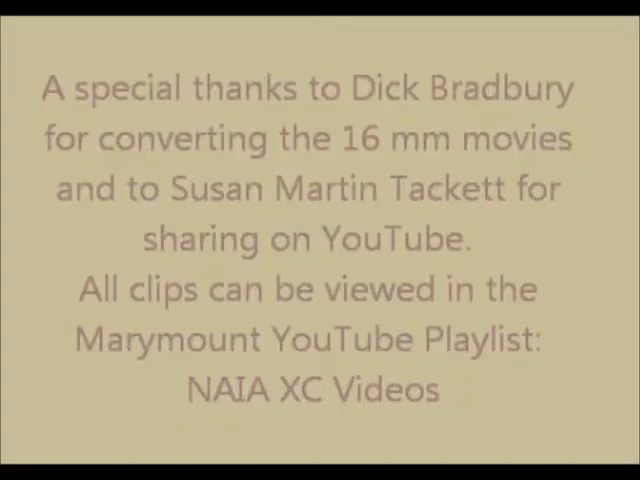 A special thanks to Dick Bradbury
for converting the 16 mm movies
and to Susan Martin Tackett for
sharing on YouTube.
All clips can be viewed in the
Marymount YouTube Playlist:
NAIA XC Videos